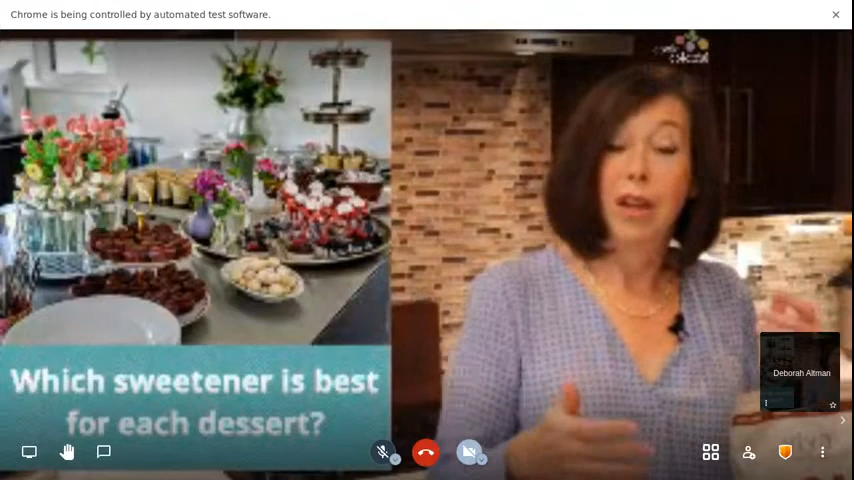 Chrome is being controlled by automated test software.
Which sweetener is best
for each dessert?
Deborah Altman